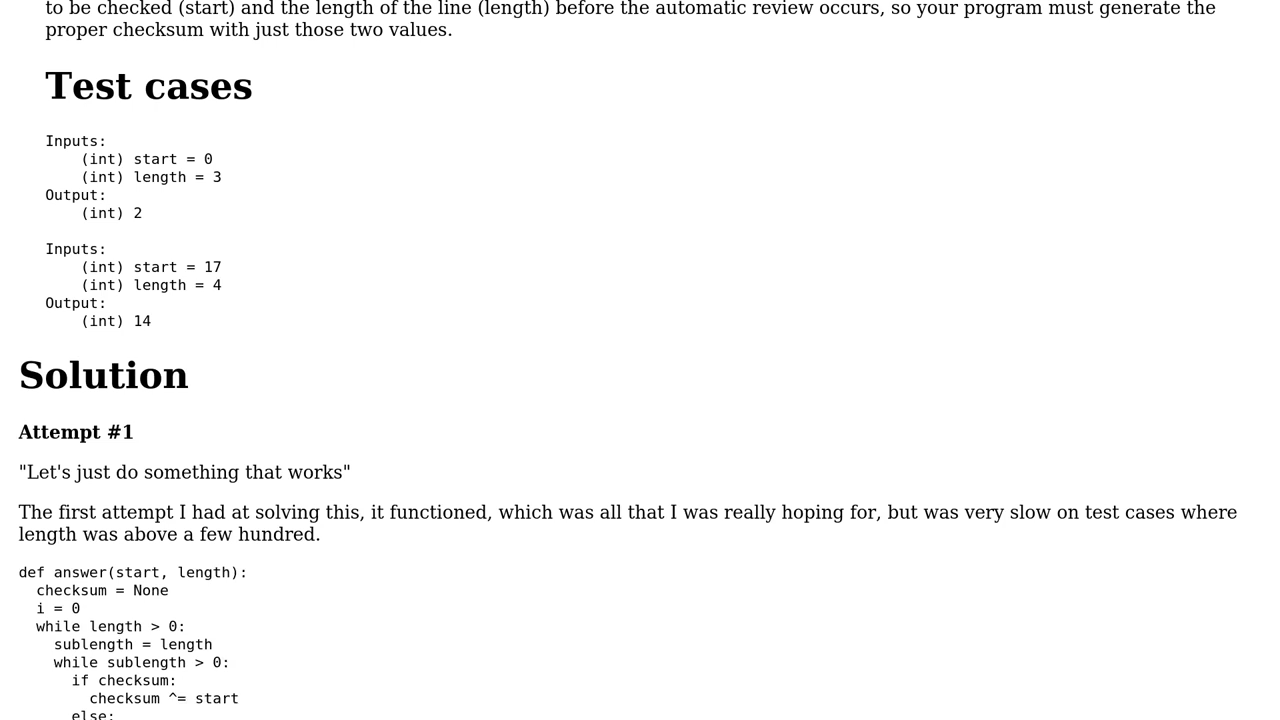 to be checked (start) and the length of the line (length) before the automatic review occurs, so your program must generate the
proper checksum with just those two values.
Test cases
Inputs:
    (int) start = 0
    (int) length = 3
Output:
    (int) 2
Inputs:
    (int) start = 17
    (int) length = 4
Output:
    (int) 14
Solution
Attempt #1
"Let's just do something that works"
The first attempt I had at solving this, it functioned, which was all that I was really hoping for, but was very slow on test cases where
length was above a few hundred.
def answer(start, length):
  checksum = None
  i = 0
  while length > 0:
    sublength = length
    while sublength > 0:
      if checksum:
        checksum ^= start
      else: